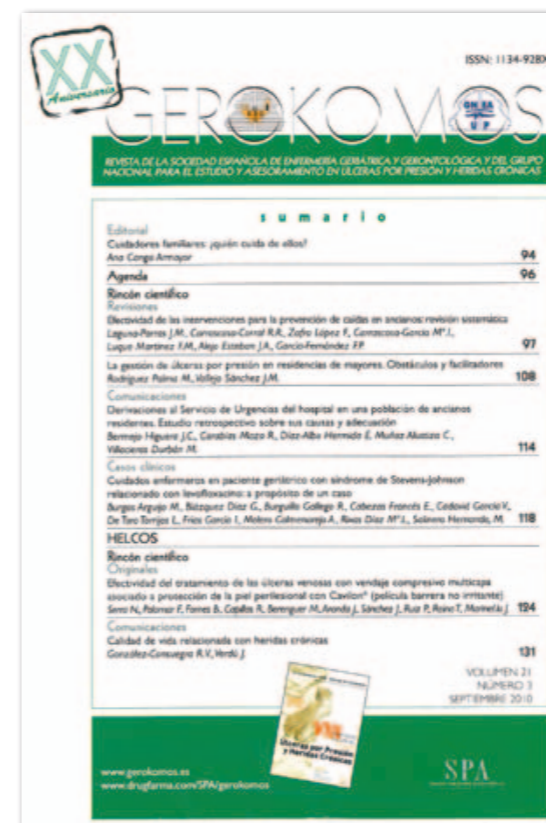 XX
Aniversario
ISSN: 1134-928X
GEROKOMOS
GN EA
U P
REVISTA DE LA SOCIEDAD ESPAÑOLA DE ENFERMERÍA GERIÁTRICA Y GERONTOLÓGICA Y DEL GRUPO
NACIONAL PARA EL ESTUDIO Y ASESORAMIENTO EN ÚLCERAS POR PRESIÓN Y HERIDAS CRÓNICAS
sumario
Editorial
Cuidadores familiares: ¿quién cuida de ellos?
Ana Congo Armayor 94
Agenda 96
Rincón científico
Revisiones
Efectividad de las intervenciones para la prevención de caídas en ancianos: revisión sistemática
Laguna-Parras J.M., Carrascosa-Corral R.R., Zafra López F., Carrascosa-García Mª.I.,
Luque Martínez F.M., Alejo Esteban J.A., García-Fernández F.P. 97
La gestión de úlceras por presión en residencias de mayores. Obstáculos y facilitadores
Rodríguez Palma M., Vallejo Sánchez J.M. 108
Comunicaciones
Derivaciones al Servicio de Urgencias del hospital en una población de ancianos
residentes. Estudio retrospectivo sobre sus causas y adecuación
Bermejo Higuera J.C., Carabias Maza R., Díaz-Albo Hermida E., Muñoz Alustiza C.,
Villacieros Durbán M. 114
Casos clínicos
Cuidados enfermeros en paciente geriátrico con síndrome de Stevens-Johnson
relacionado con levofloxacino: a propósito de un caso
Burgos Arguijo M., Blázquez Díaz G., Burguillo Gallego R., Cabezas Francés E., Cedavid García V.,
De Toro Torrijos L., Fries García I., Molero Colmenarejo A., Rivas Díaz Mª.L., Salinero Hernando, M. 118
HELCOS
Rincón científico
Originales
Efectividad del tratamiento de las úlceras venosas con vendaje compresivo multicapa
asociado a protección de la piel perilesional con Cavilon® (película barrera no irritante)
Serra N., Palomar F., Fornes B., Capillas R., Berenguer M., Aranda J., Sánchez J., Ruiz P., Reina T., Marinel.lo J. 124
Comunicaciones
Calidad de vida relacionada con heridas crónicas
González-Consuegra R.V., Verdú J. 131
VOLUMEN 21
NÚMERO 3
SEPTIEMBRE 2010
Úlceras por Presión
y Heridas Crónicas
www.gerokomos.es
www.drugfarma.com/SPA/gerokomos
SPA